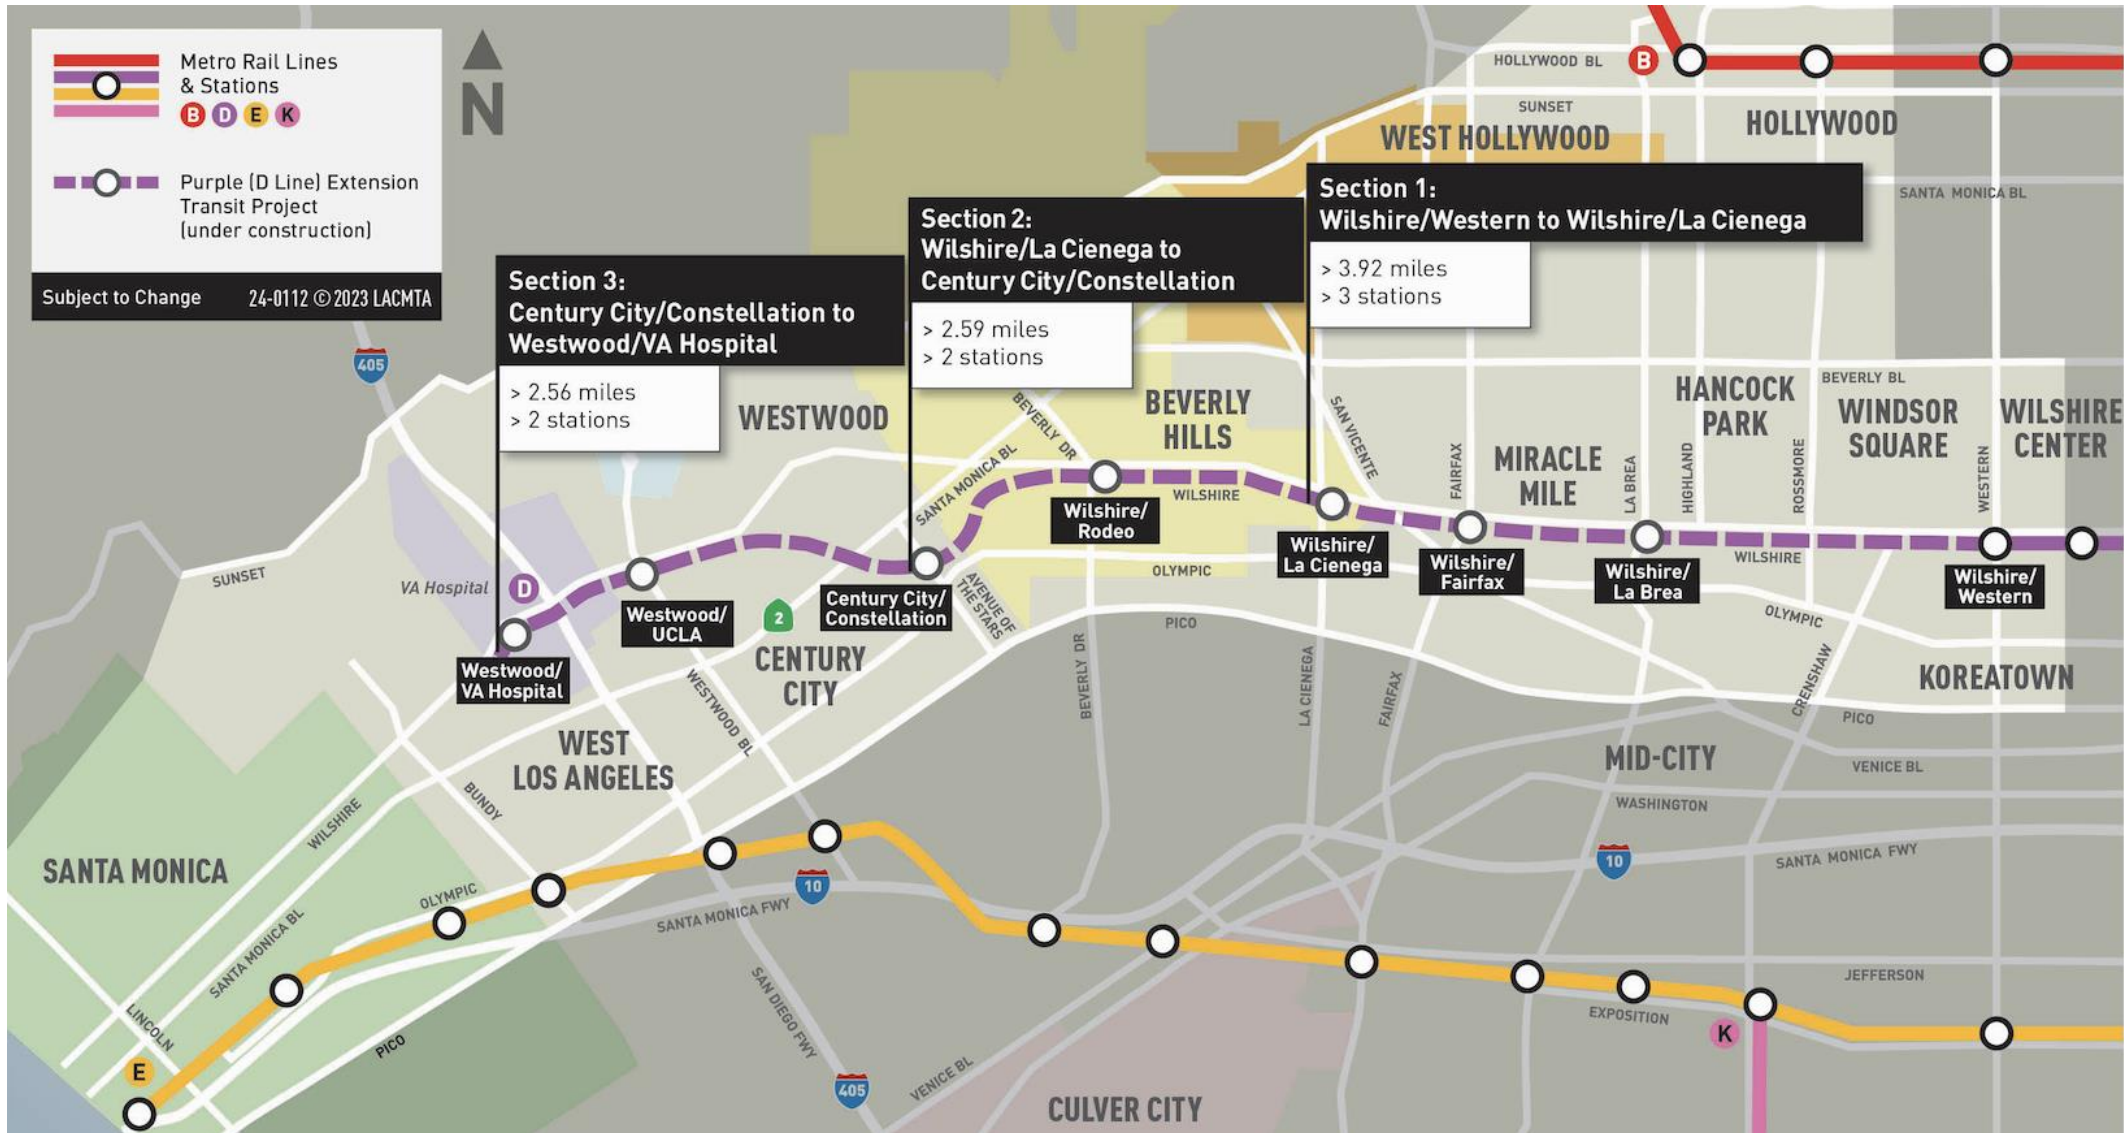 Metro Rail Lines
& Stations
B D E K
Purple (D Line) Extension
Transit Project
(under construction)
Subject to Change 24-0112 © 2023 LACMTA
N
HOLLYWOOD BL
B
SUNSET
WEST HOLLYWOOD
HOLLYWOOD
SANTA MONICA BL
Section 1:
Wilshire/Western to Wilshire/La Cienega
> 3.92 miles
> 3 stations
Section 2:
Wilshire/La Cienega to
Century City/Constellation
> 2.59 miles
> 2 stations
Section 3:
Century City/Constellation to
Westwood/VA Hospital
> 2.56 miles
> 2 stations
405
WESTWOOD
BEVERLY DR
BEVERLY
HILLS
SAN VICENTE
FAIRFAX
MIRACLE
MILE
LA BREA
HIGHLAND
HANCOCK
PARK
BEVERLY BL
ROSSMORE
WINDSOR
SQUARE
WESTERN
WILSHIRE
CENTER
SANTA MONICA BL
WILSHIRE
Wilshire/
Rodeo
Wilshire/
La Cienega
Wilshire/
Fairfax
Wilshire/
La Brea
WILSHIRE
Wilshire/
Western
SUNSET
VA Hospital
D
Westwood/
VA Hospital
Westwood/
UCLA
2
Century City/
Constellation
AVENUE OF
THE STARS
OLYMPIC
PICO
OLYMPIC
CENTURY
CITY
WESTWOOD BL
BEVERLY DR
LA CIENEGA
FAIRFAX
CRENSHAW
KOREATOWN
PICO
WEST
LOS ANGELES
BUNDY
MID-CITY
VENICE BL
WASHINGTON
WILSHIRE
SANTA MONICA
OLYMPIC
10
SANTA MONICA FWY
10
SANTA MONICA FWY
SANTA MONICA BL
LINCOLN
PICO
E
SAN DIEGO FWY
405
VENICE BL
CULVER CITY
JEFFERSON
EXPOSITION
K